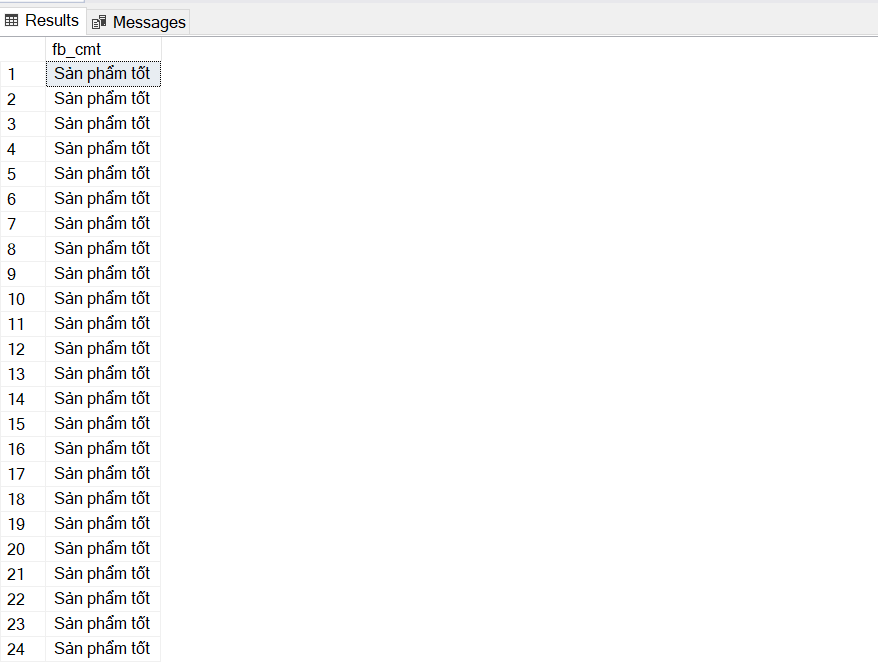 Results Messages
fb_cmt
1 Sản phẩm tốt
2 Sản phẩm tốt
3 Sản phẩm tốt
4 Sản phẩm tốt
5 Sản phẩm tốt
6 Sản phẩm tốt
7 Sản phẩm tốt
8 Sản phẩm tốt
9 Sản phẩm tốt
10 Sản phẩm tốt
11 Sản phẩm tốt
12 Sản phẩm tốt
13 Sản phẩm tốt
14 Sản phẩm tốt
15 Sản phẩm tốt
16 Sản phẩm tốt
17 Sản phẩm tốt
18 Sản phẩm tốt
19 Sản phẩm tốt
20 Sản phẩm tốt
21 Sản phẩm tốt
22 Sản phẩm tốt
23 Sản phẩm tốt
24 Sản phẩm tốt